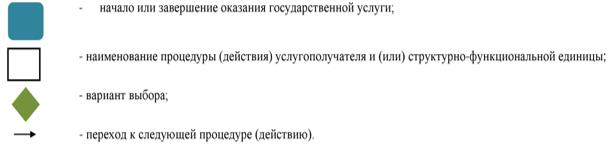 - начало или завершение оказания государственной услуги;
- наименование процедуры (действия) услугополучателя и (или) структурно-функциональной единицы;
- вариант выбора;
- переход к следующей процедуре (действию).